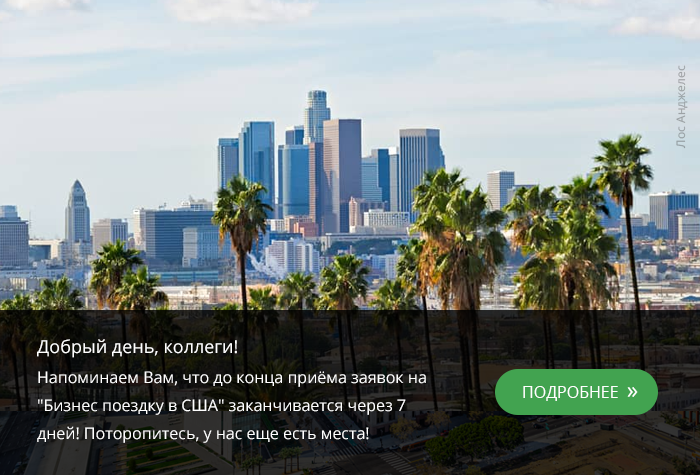 Лос Анджелес
Добрый день, коллеги!
Напоминаем Вам, что до конца приёма заявок на
"Бизнес поездку в США" заканчивается через 7
дней! Поторопитесь, у нас еще есть места!
ПОДРОБНЕЕ »